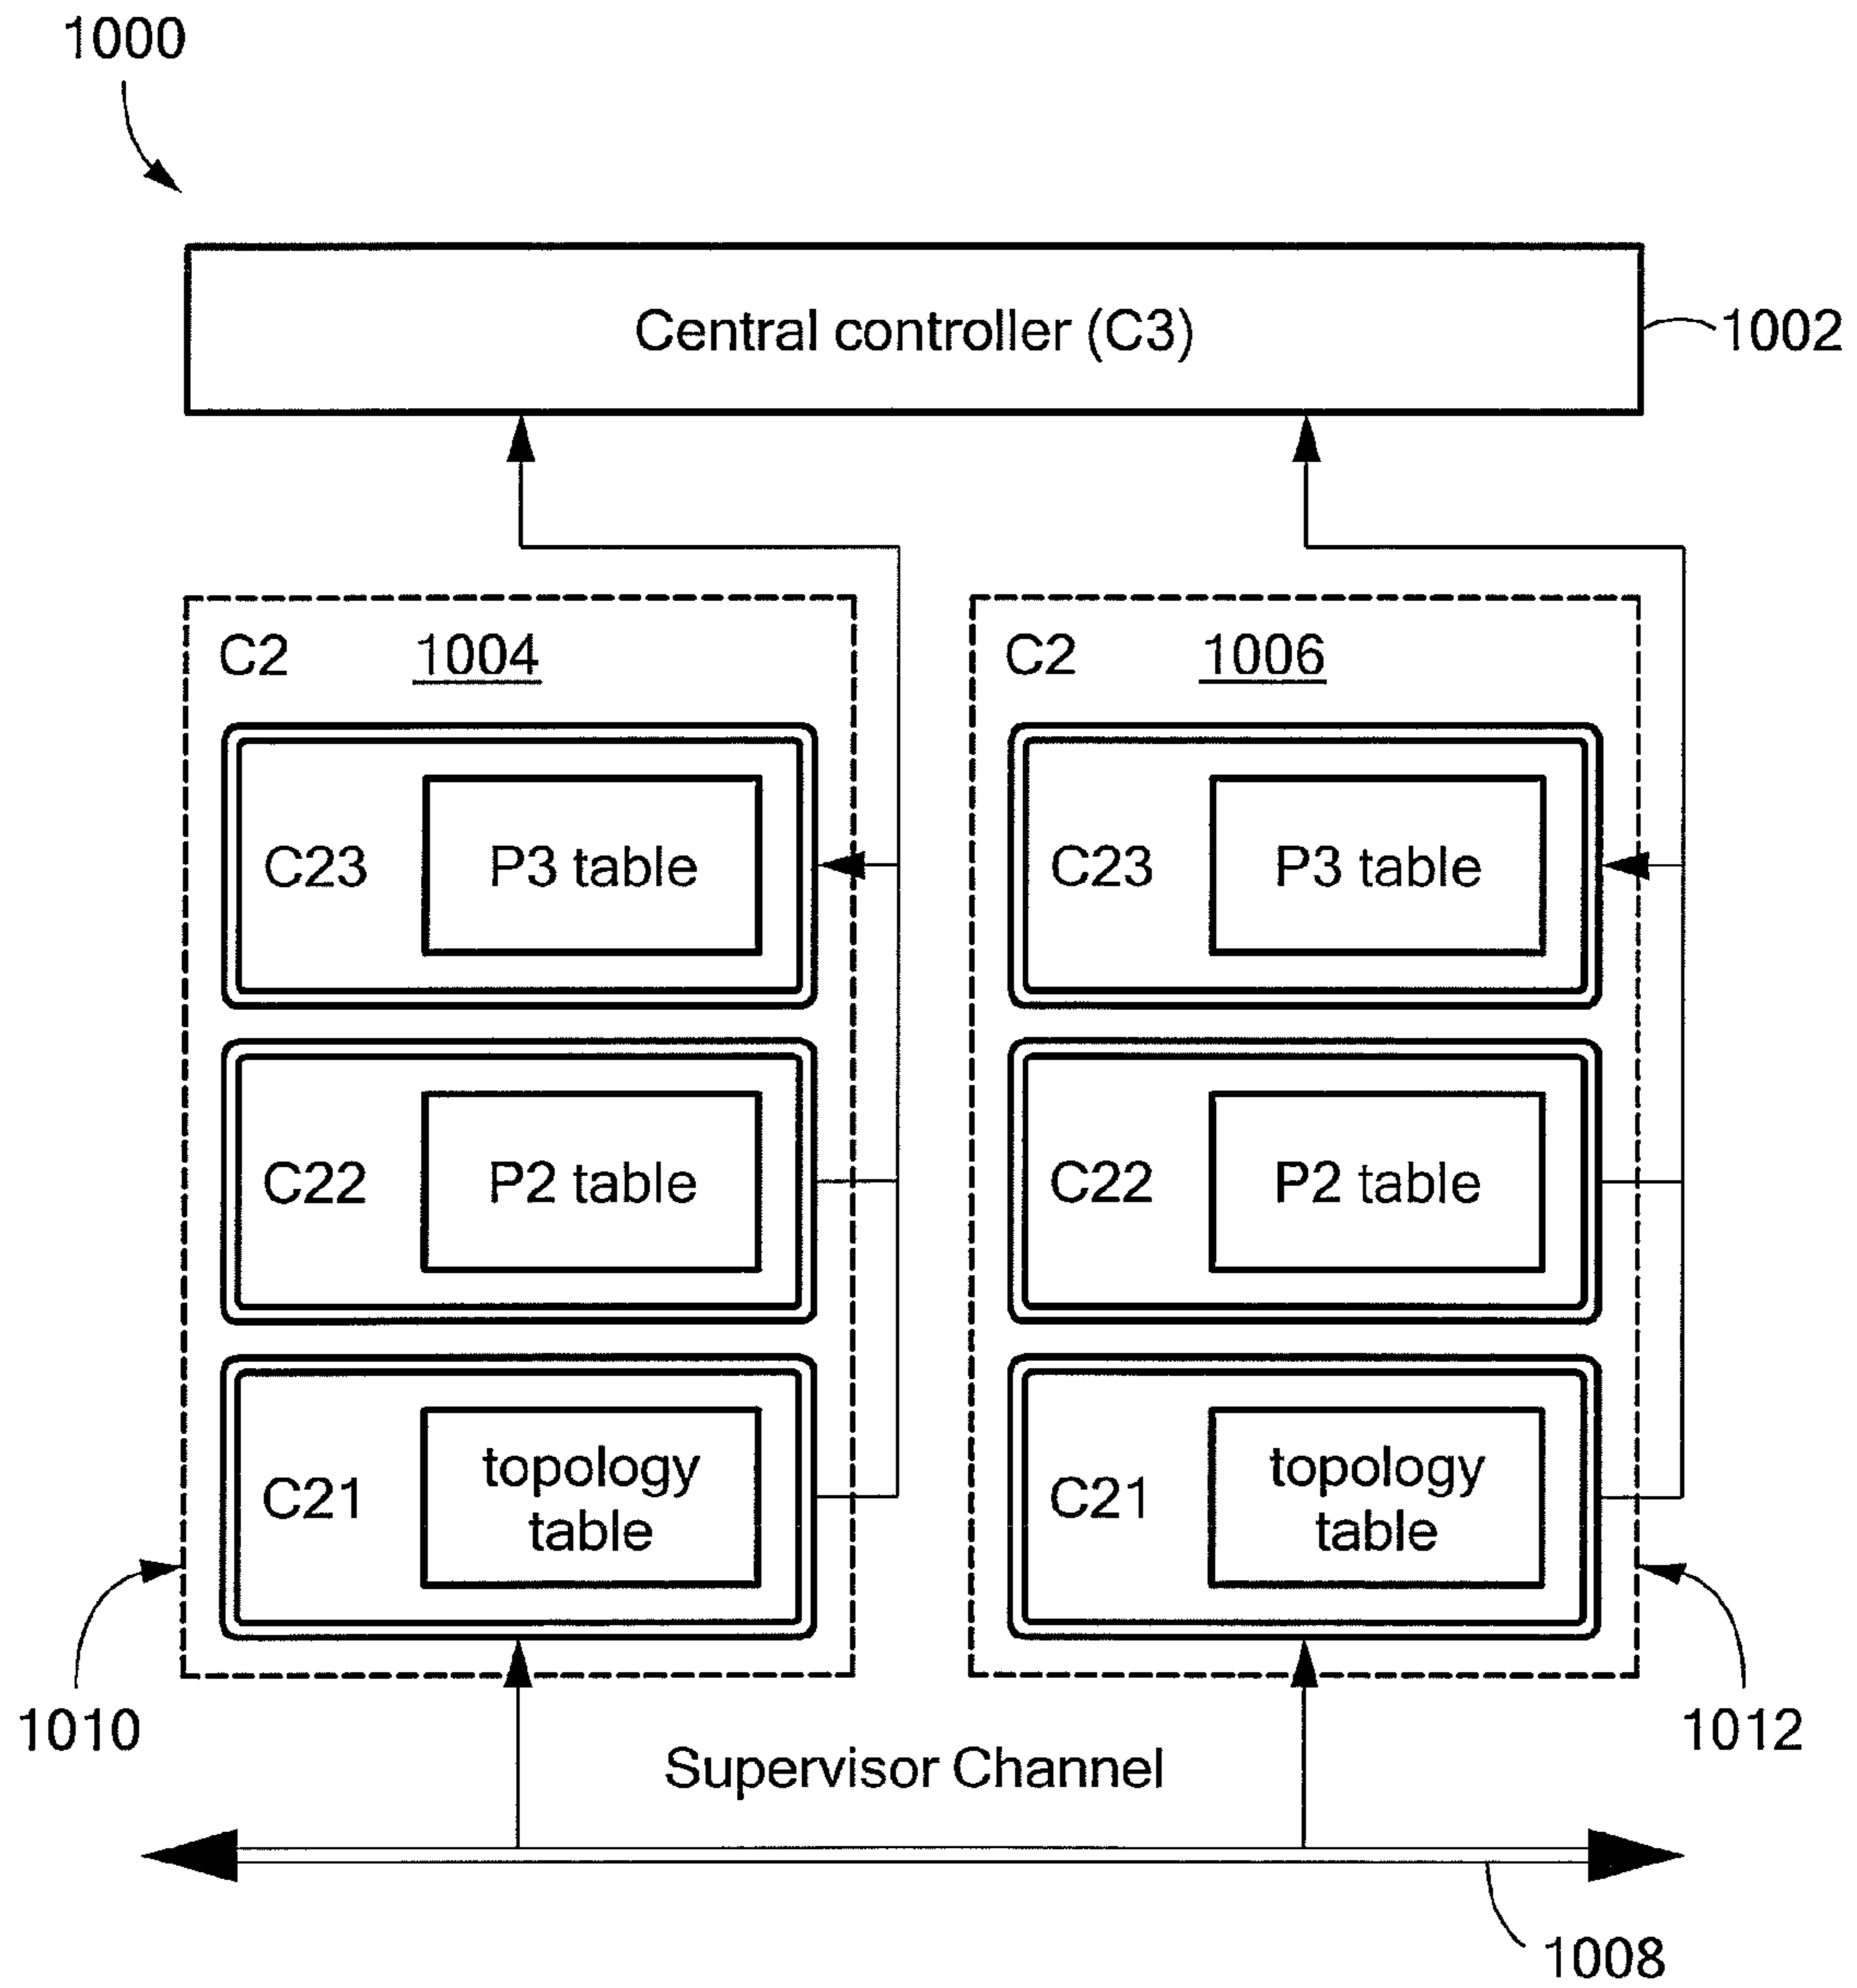 1000
Central controller (C3)
1002
C2 1004
C2 1006
C23 P3 table
C23 P3 table
C22 P2 table
C22 P2 table
C21 topology
table
C21 topology
table
1010
1012
Supervisor Channel
1008